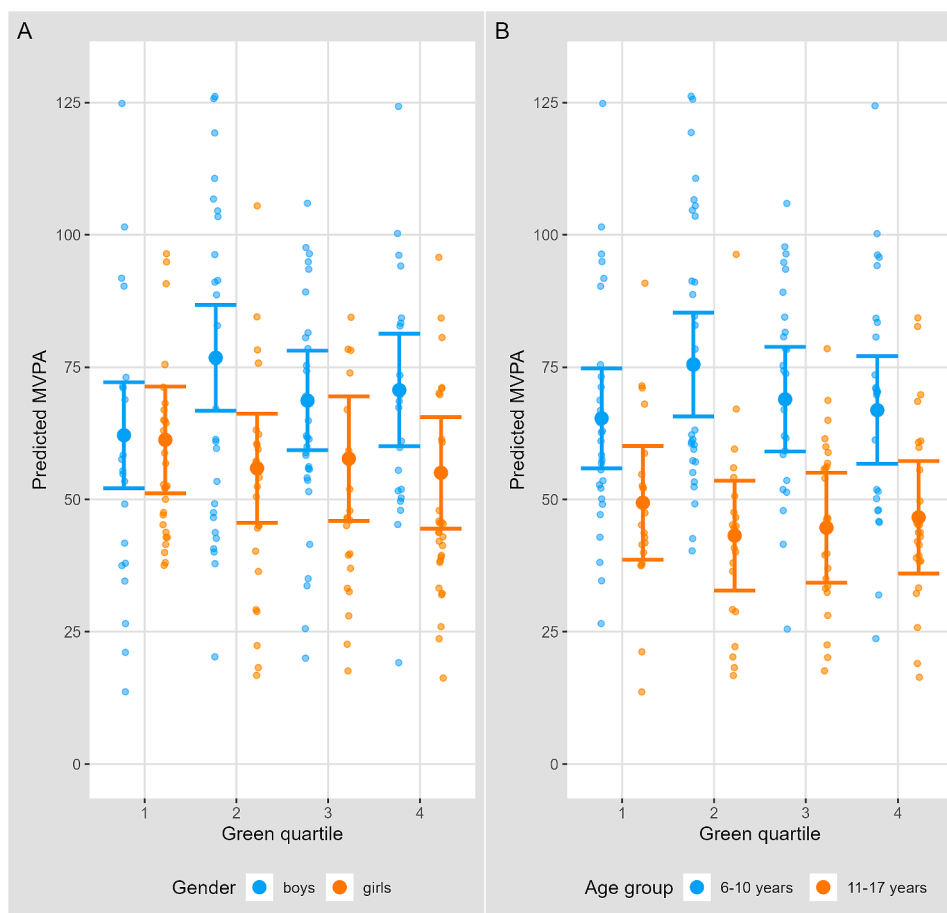 A
B
125
100
75
50
25
0
Predicted MVPA
1 2 3 4
Green quartile
Gender boys girls
125
100
75
50
25
0
Predicted MVPA
1 2 3 4
Green quartile
Age group 6-10 years 11-17 years